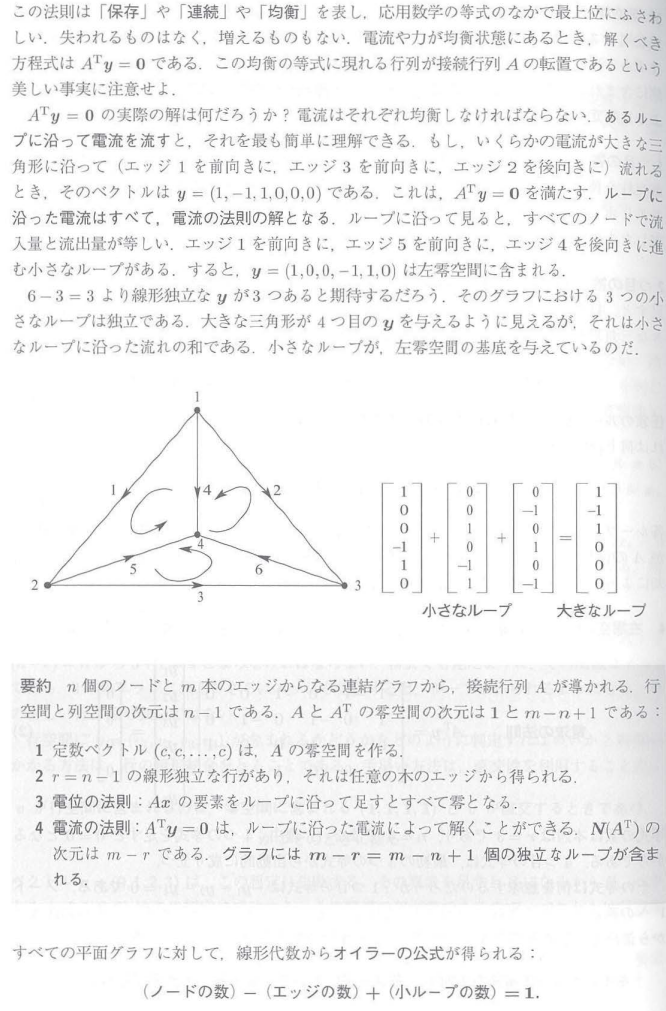 この法則は「保存」や「連続」や「均衡」を表し，応用数学の等式のなかで最上位にふさわ
しい．失われるものはなく，増えるものもない．電流や力が均衡状態にあるとき，解くべき
方程式は Aᵀy = 0 である．この均衡の等式に現れる行列が接続行列 A の転置であるという
美しい事実に注意せよ．
Aᵀy = 0 の実際の解は何だろうか？電流はそれぞれ均衡しなければならない．あるルー
プに沿って電流を流すと，それを最も簡単に理解できる．もし，いくらかの電流が大きな三
角形に沿って（エッジ 1 を前向きに，エッジ 3 を前向きに，エッジ 2 を後向きに）流れる
とき，そのベクトルは y = (1, −1, 1, 0, 0, 0) である．これは，Aᵀy = 0 を満たす．ループに
沿った電流はすべて，電流の法則の解となる．ループに沿って見ると，すべてのノードで流
入量と流出量が等しい．エッジ 1 を前向きに，エッジ 5 を前向きに，エッジ 4 を後向きに進
む小さなループがある．すると，y = (1, 0, 0, −1, 1, 0) は左零空間に含まれる．
6 − 3 = 3 より線形独立な y が 3 つあると期待するだろう．そのグラフにおける 3 つの小
さなループは独立である．大きな三角形が 4 つ目の y を与えるように見えるが，それは小さ
なループに沿った流れの和である．小さなループが，左零空間の基底を与えているのだ．
1
1
4
2
4
5
6
2
3
3
1 0 0 1
0 0 −1 −1
0 1 0 1
−1 + 0 + 1 = 0
1 −1 0 0
0 1 −1 0
小さなループ 大きなループ
要約 n 個のノードと m 本のエッジからなる連結グラフから，接続行列 A が導かれる．行
空間と列空間の次元は n − 1 である．A と Aᵀ の零空間の次元は 1 と m − n + 1 である：
1 定数ベクトル (c, c, . . . , c) は，A の零空間を作る．
2 r = n − 1 の線形独立な行があり，それは任意の木のエッジから得られる．
3 電位の法則：Ax の要素をループに沿って足すとすべて零となる．
4 電流の法則：Aᵀy = 0 は，ループに沿った電流によって解くことができる．N(Aᵀ) の
次元は m − r である．グラフには m − r = m − n + 1 個の独立なループが含ま
れる．
すべての平面グラフに対して，線形代数からオイラーの公式が得られる：
（ノードの数）−（エッジの数）+（小ループの数）= 1.